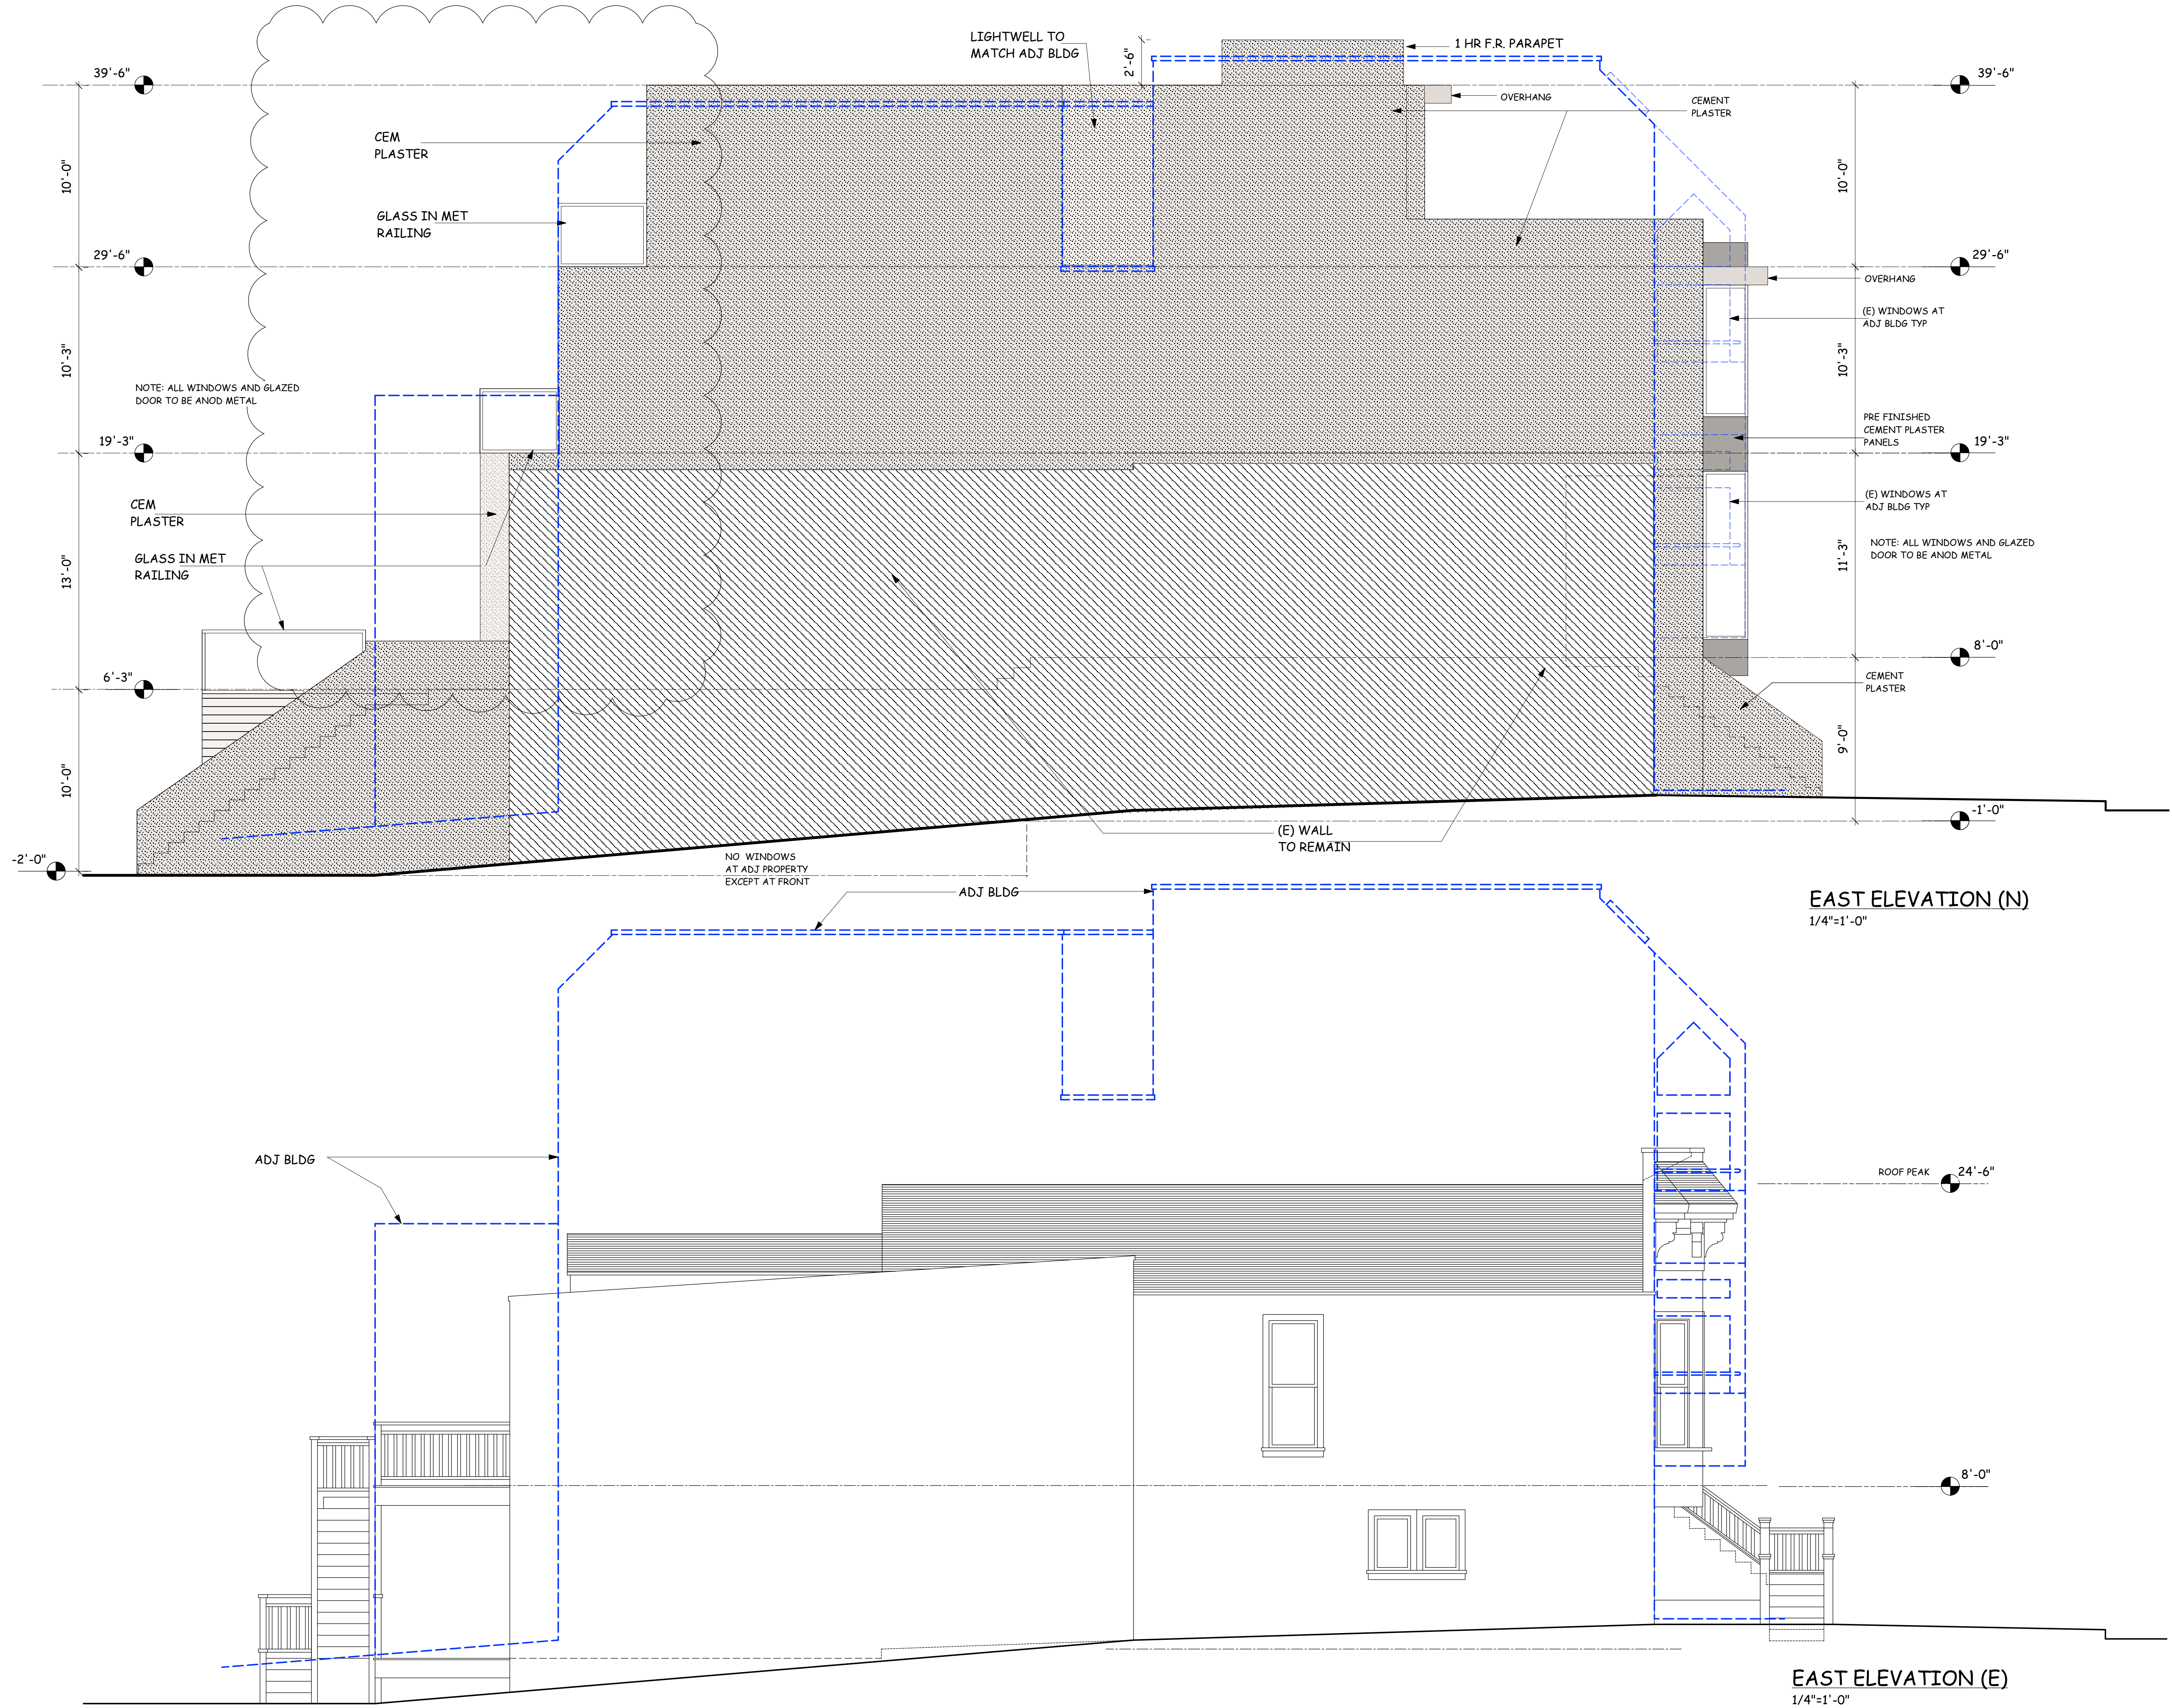 LIGHTWELL TO
MATCH ADJ BLDG
2'-6"
1 HR F.R. PARAPET
39'-6"
39'-6"
OVERHANG
CEMENT
PLASTER
CEM
PLASTER
10'-0"
10'-0"
GLASS IN MET
RAILING
29'-6"
29'-6"
OVERHANG
(E) WINDOWS AT
ADJ BLDG TYP
10'-3"
10'-3"
NOTE: ALL WINDOWS AND GLAZED
DOOR TO BE ANOD METAL
PRE FINISHED
CEMENT PLASTER
PANELS
19'-3"
19'-3"
CEM
PLASTER
(E) WINDOWS AT
ADJ BLDG TYP
GLASS IN MET
RAILING
NOTE: ALL WINDOWS AND GLAZED
DOOR TO BE ANOD METAL
13'-0"
11'-3"
8'-0"
6'-3"
CEMENT
PLASTER
10'-0"
9'-0"
-1'-0"
(E) WALL
TO REMAIN
-2'-0"
NO WINDOWS
AT ADJ PROPERTY
EXCEPT AT FRONT
ADJ BLDG
EAST ELEVATION (N)
1/4"=1'-0"
ADJ BLDG
ROOF PEAK
24'-6"
8'-0"
EAST ELEVATION (E)
1/4"=1'-0"